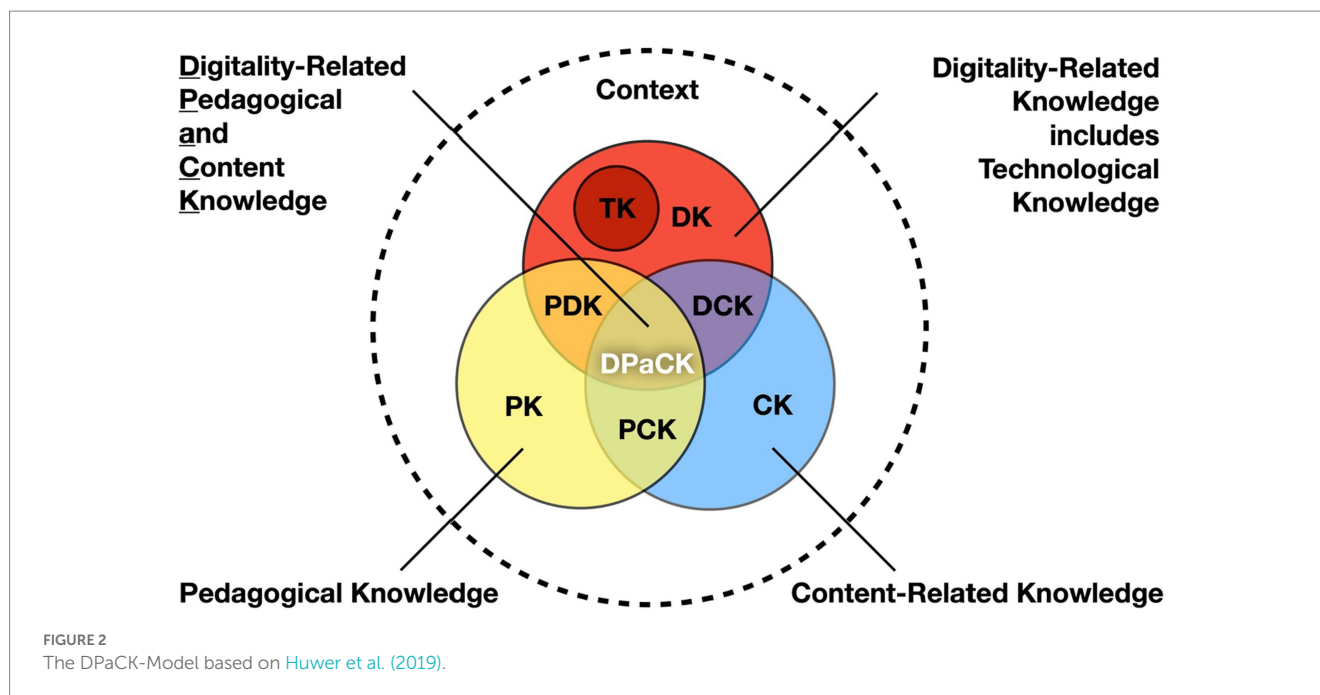 Digitality-Related
Pedagogical
and
Content
Knowledge
Context
Digitality-Related
Knowledge
includes
Technological
Knowledge
TK
DK
PDK
DCK
DPaCK
PK
CK
PCK
Pedagogical Knowledge
Content-Related Knowledge
FIGURE 2
The DPaCK-Model based on Huwer et al. (2019).